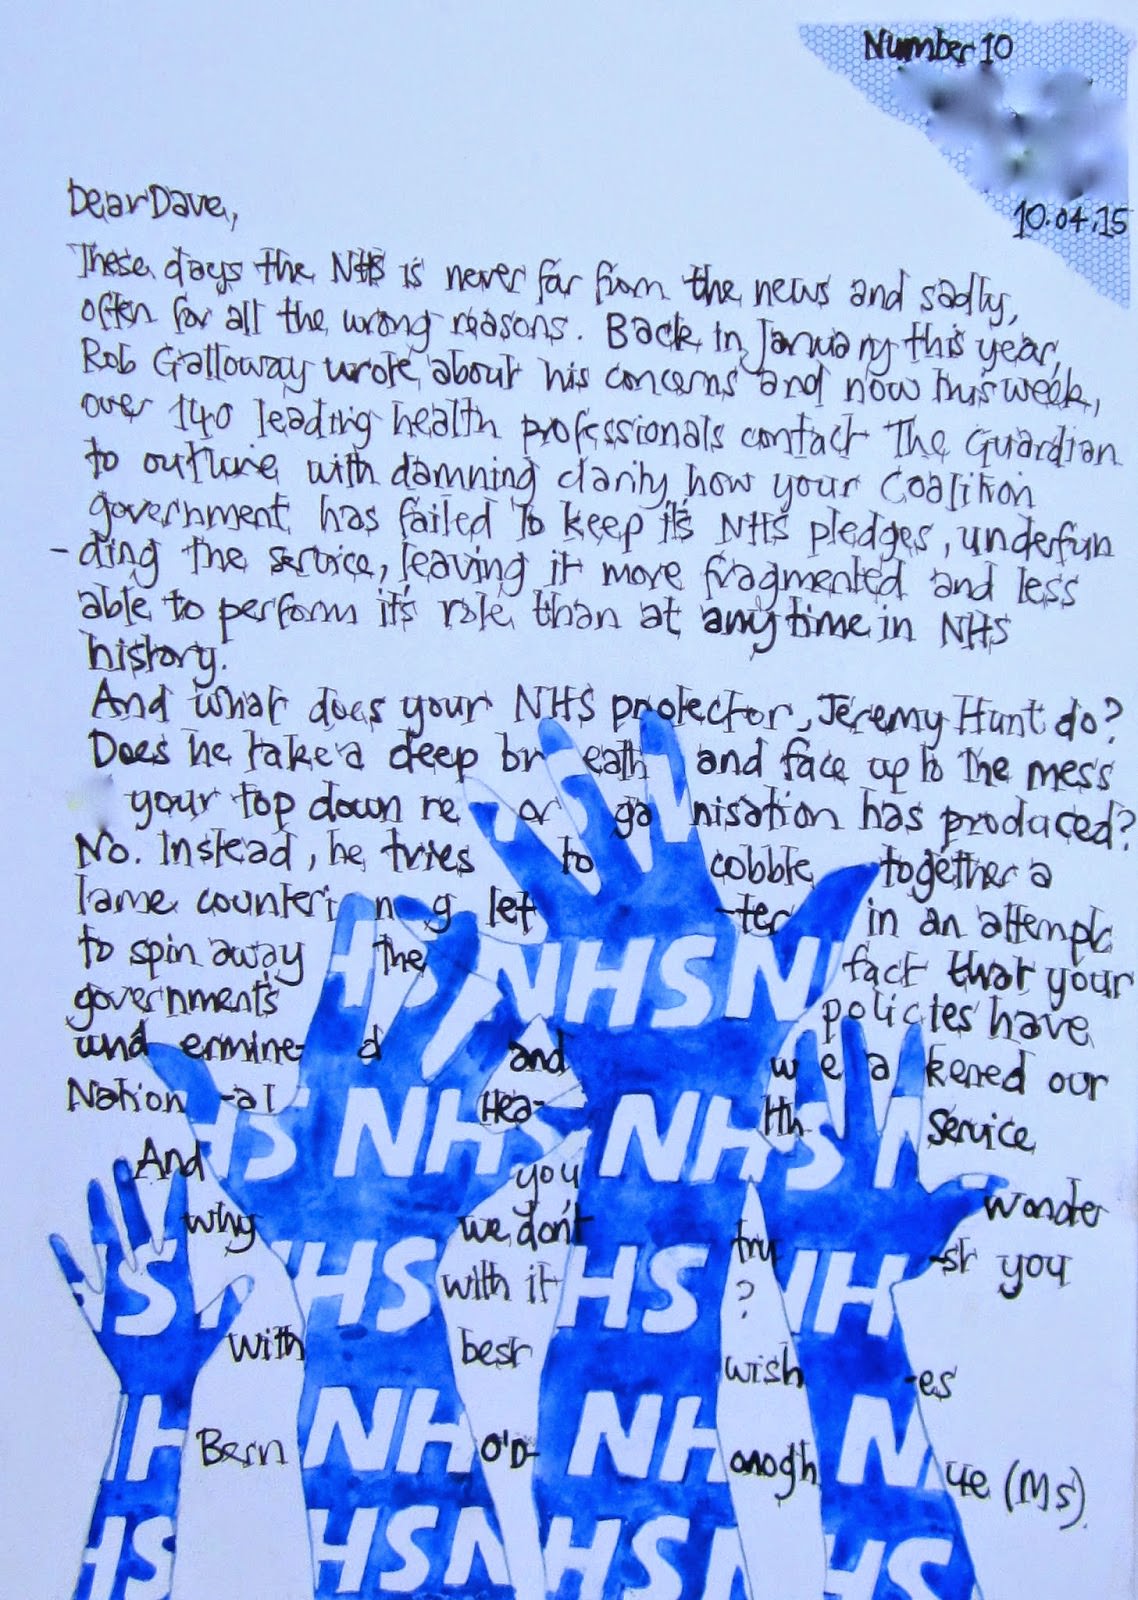 Number 10
10.04.15
Dear Dave,
These days the NHS is never far from the news and sadly,
often for all the wrong reasons. Back in January this year,
Rob Galloway wrote about his concerns and now this week,
over 140 leading health professionals contact The Guardian
to outline with damning clarity how your Coalition
government has failed to keep it's NHS pledges, underfun
-ding the service, leaving it more fragmented and less
able to perform it's role than at any time in NHS
history.
And what does your NHS protector, Jeremy Hunt do?
Does he take a deep br eath and face up to the mess
your top down re or ga nisation has produced?
No. Instead, he tries to cobble together a
lame counteri n g let -ter in an attempt
to spin away the fact that your
government's policies have
und ermine- d and w e a kened our
Nation -al Hea- lth Service
And you wonder
why we don't tru -st you
with it ?
With best wish -es
Bern O'D- onogh ue (Ms).
HS NHS N
HS NHS NHS N
HS N HS HS NH
H NH NH N
HS HSN HSN HS